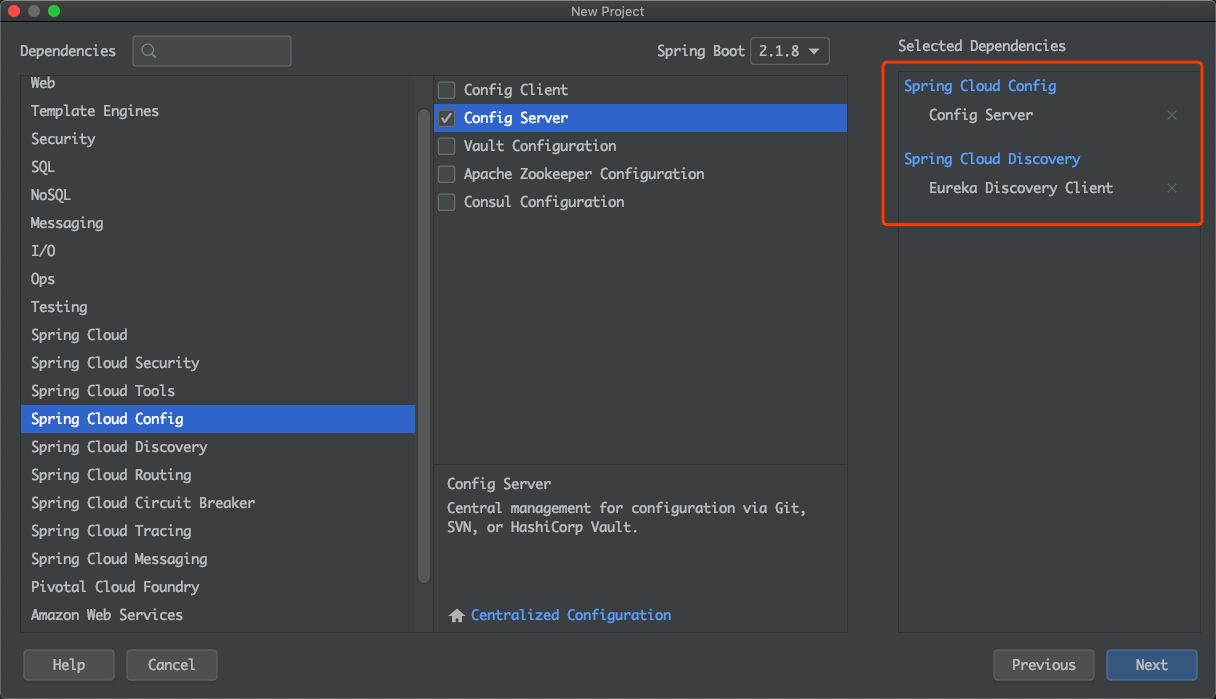 New Project
Dependencies
Spring Boot 2.1.8
Selected Dependencies
Web
Template Engines
Security
SQL
NoSQL
Messaging
I/O
Ops
Testing
Spring Cloud
Spring Cloud Security
Spring Cloud Tools
Spring Cloud Config
Spring Cloud Discovery
Spring Cloud Routing
Spring Cloud Circuit Breaker
Spring Cloud Tracing
Spring Cloud Messaging
Pivotal Cloud Foundry
Amazon Web Services
Config Client
Config Server
Vault Configuration
Apache Zookeeper Configuration
Consul Configuration
Config Server
Central management for configuration via Git,
SVN, or HashiCorp Vault.
Centralized Configuration
Spring Cloud Config
Config Server
Spring Cloud Discovery
Eureka Discovery Client
Help
Cancel
Previous
Next